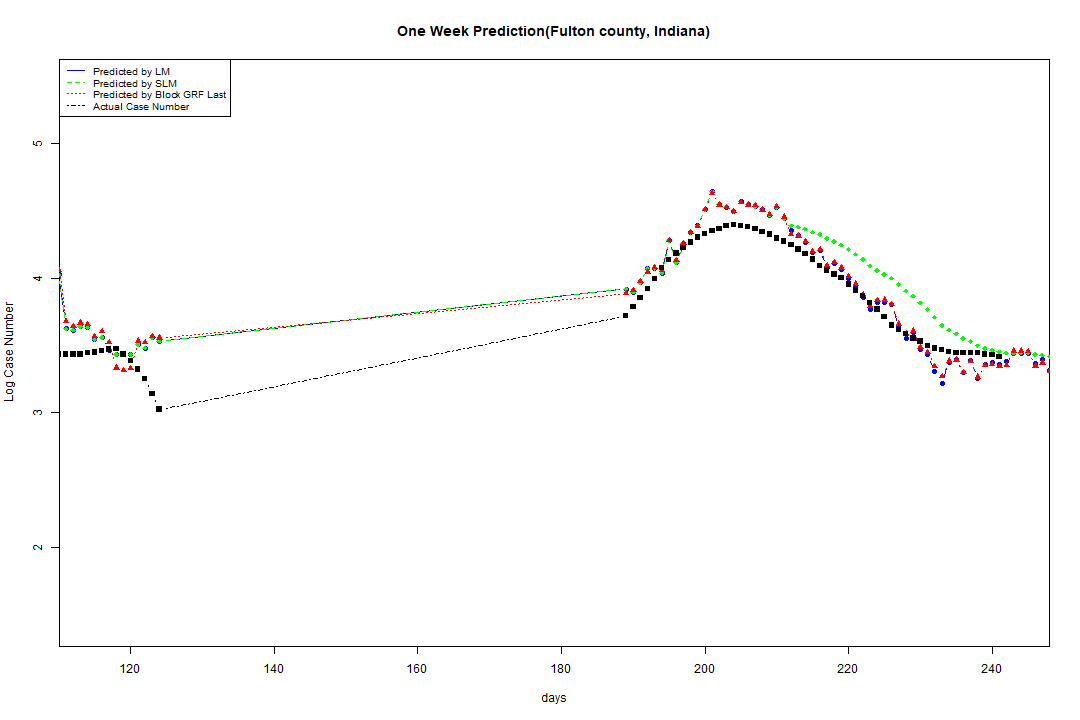 One Week Prediction(Fulton county, Indiana)
Predicted by LM
Predicted by SLM
Predicted by Block GRF Last
Actual Case Number
5
4
3
2
Log Case Number
120 140 160 180 200 220 240
days